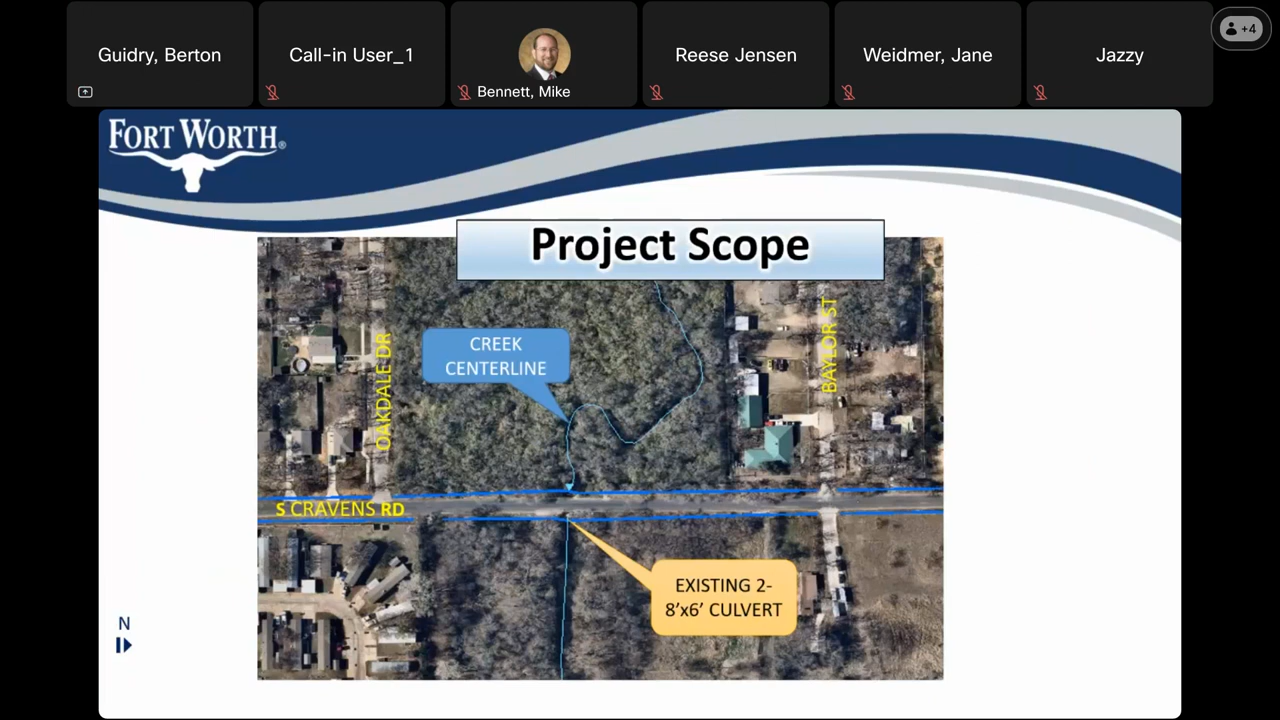 Guidry, Berton
Call-in User_1
Bennett, Mike
Reese Jensen
Weidmer, Jane
Jazzy
+4
FORT WORTH®
Project Scope
CREEK
CENTERLINE
OAKDALE DR
BAYLOR ST
S CRAVENS RD
EXISTING 2-
8'x6' CULVERT
N